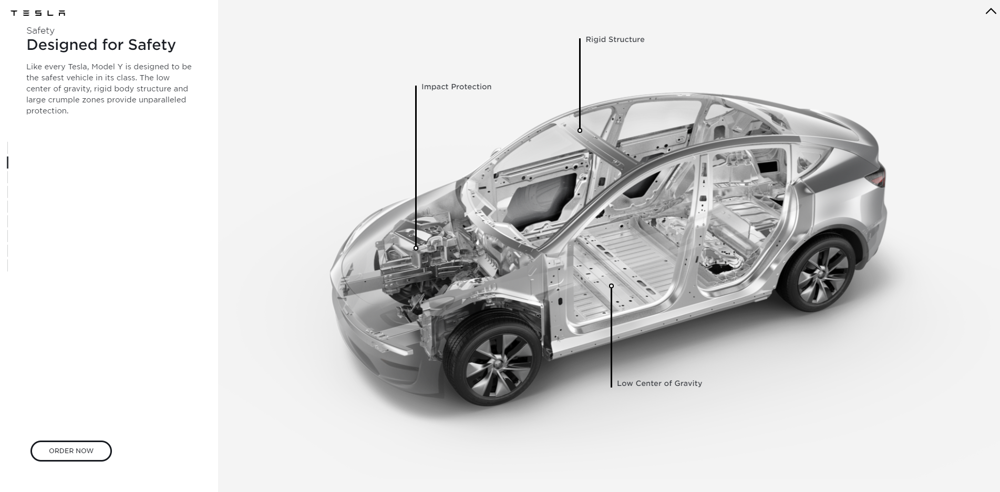 TESLA
Safety
Designed for Safety
Like every Tesla, Model Y is designed to be
the safest vehicle in its class. The low
center of gravity, rigid body structure and
large crumple zones provide unparalleled
protection.
Rigid Structure
Impact Protection
Low Center of Gravity
ORDER NOW